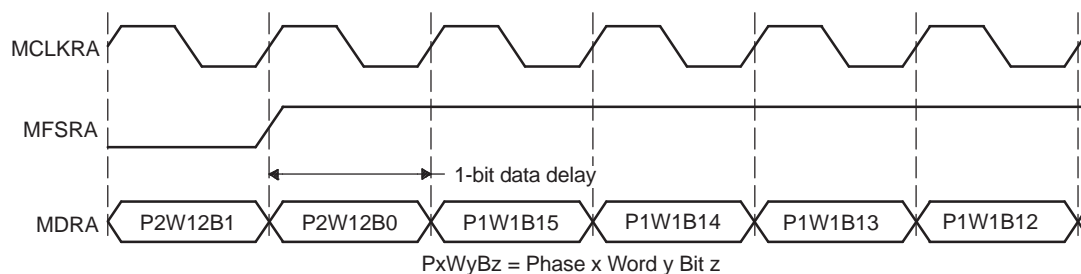 MCLKRA
MFSRA
1-bit data delay
MDRA P2W12B1 P2W12B0 P1W1B15 P1W1B14 P1W1B13 P1W1B12
PxWyBz = Phase x Word y Bit z